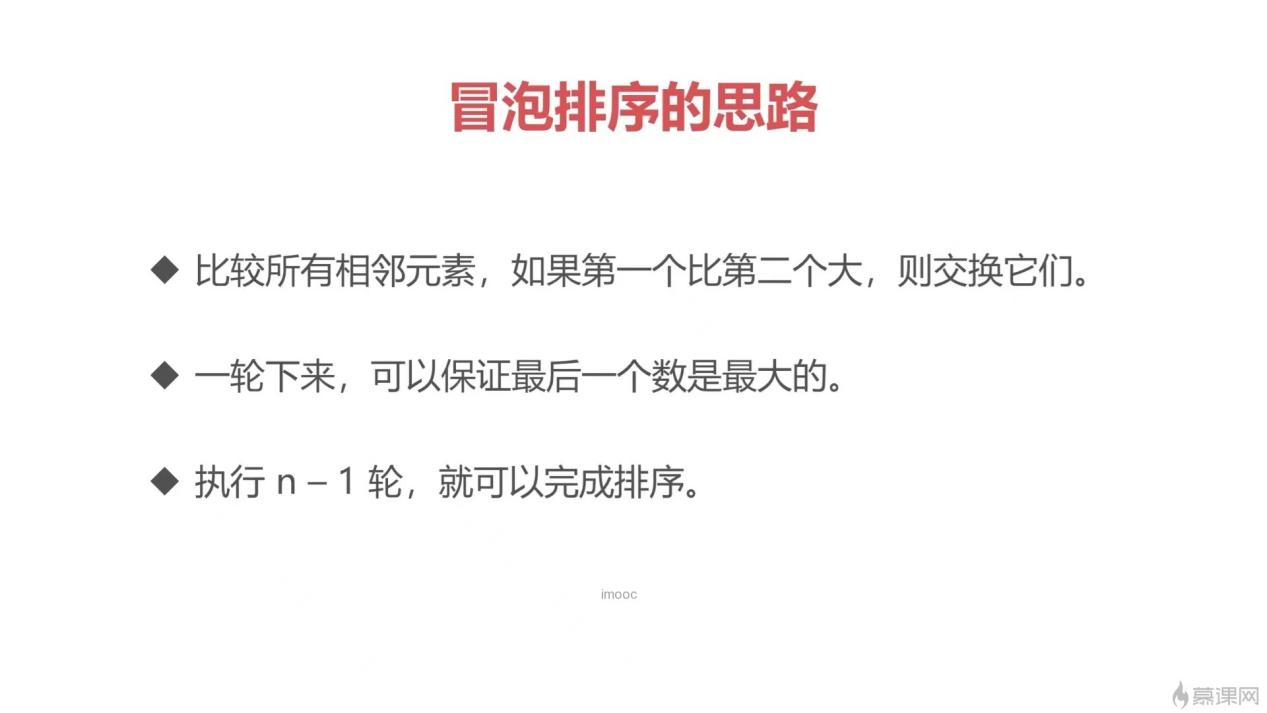 冒泡排序的思路
◆ 比较所有相邻元素，如果第一个比第二个大，则交换它们。
◆ 一轮下来，可以保证最后一个数是最大的。
◆ 执行 n – 1 轮，就可以完成排序。
imooc
慕课网